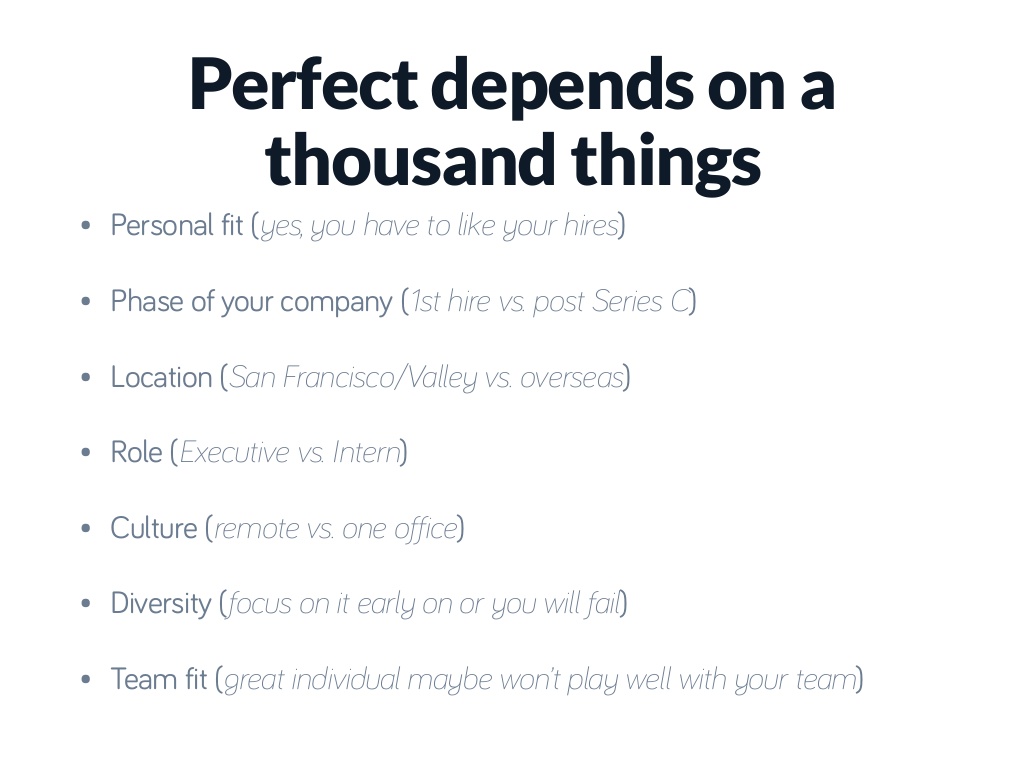 Perfect depends on a
thousand things
• Personal fit (yes, you have to like your hires)
• Phase of your company (1st hire vs. post Series C)
• Location (San Francisco/Valley vs. overseas)
• Role (Executive vs. Intern)
• Culture (remote vs. one office)
• Diversity (focus on it early on or you will fail)
• Team fit (great individual maybe won't play well with your team)